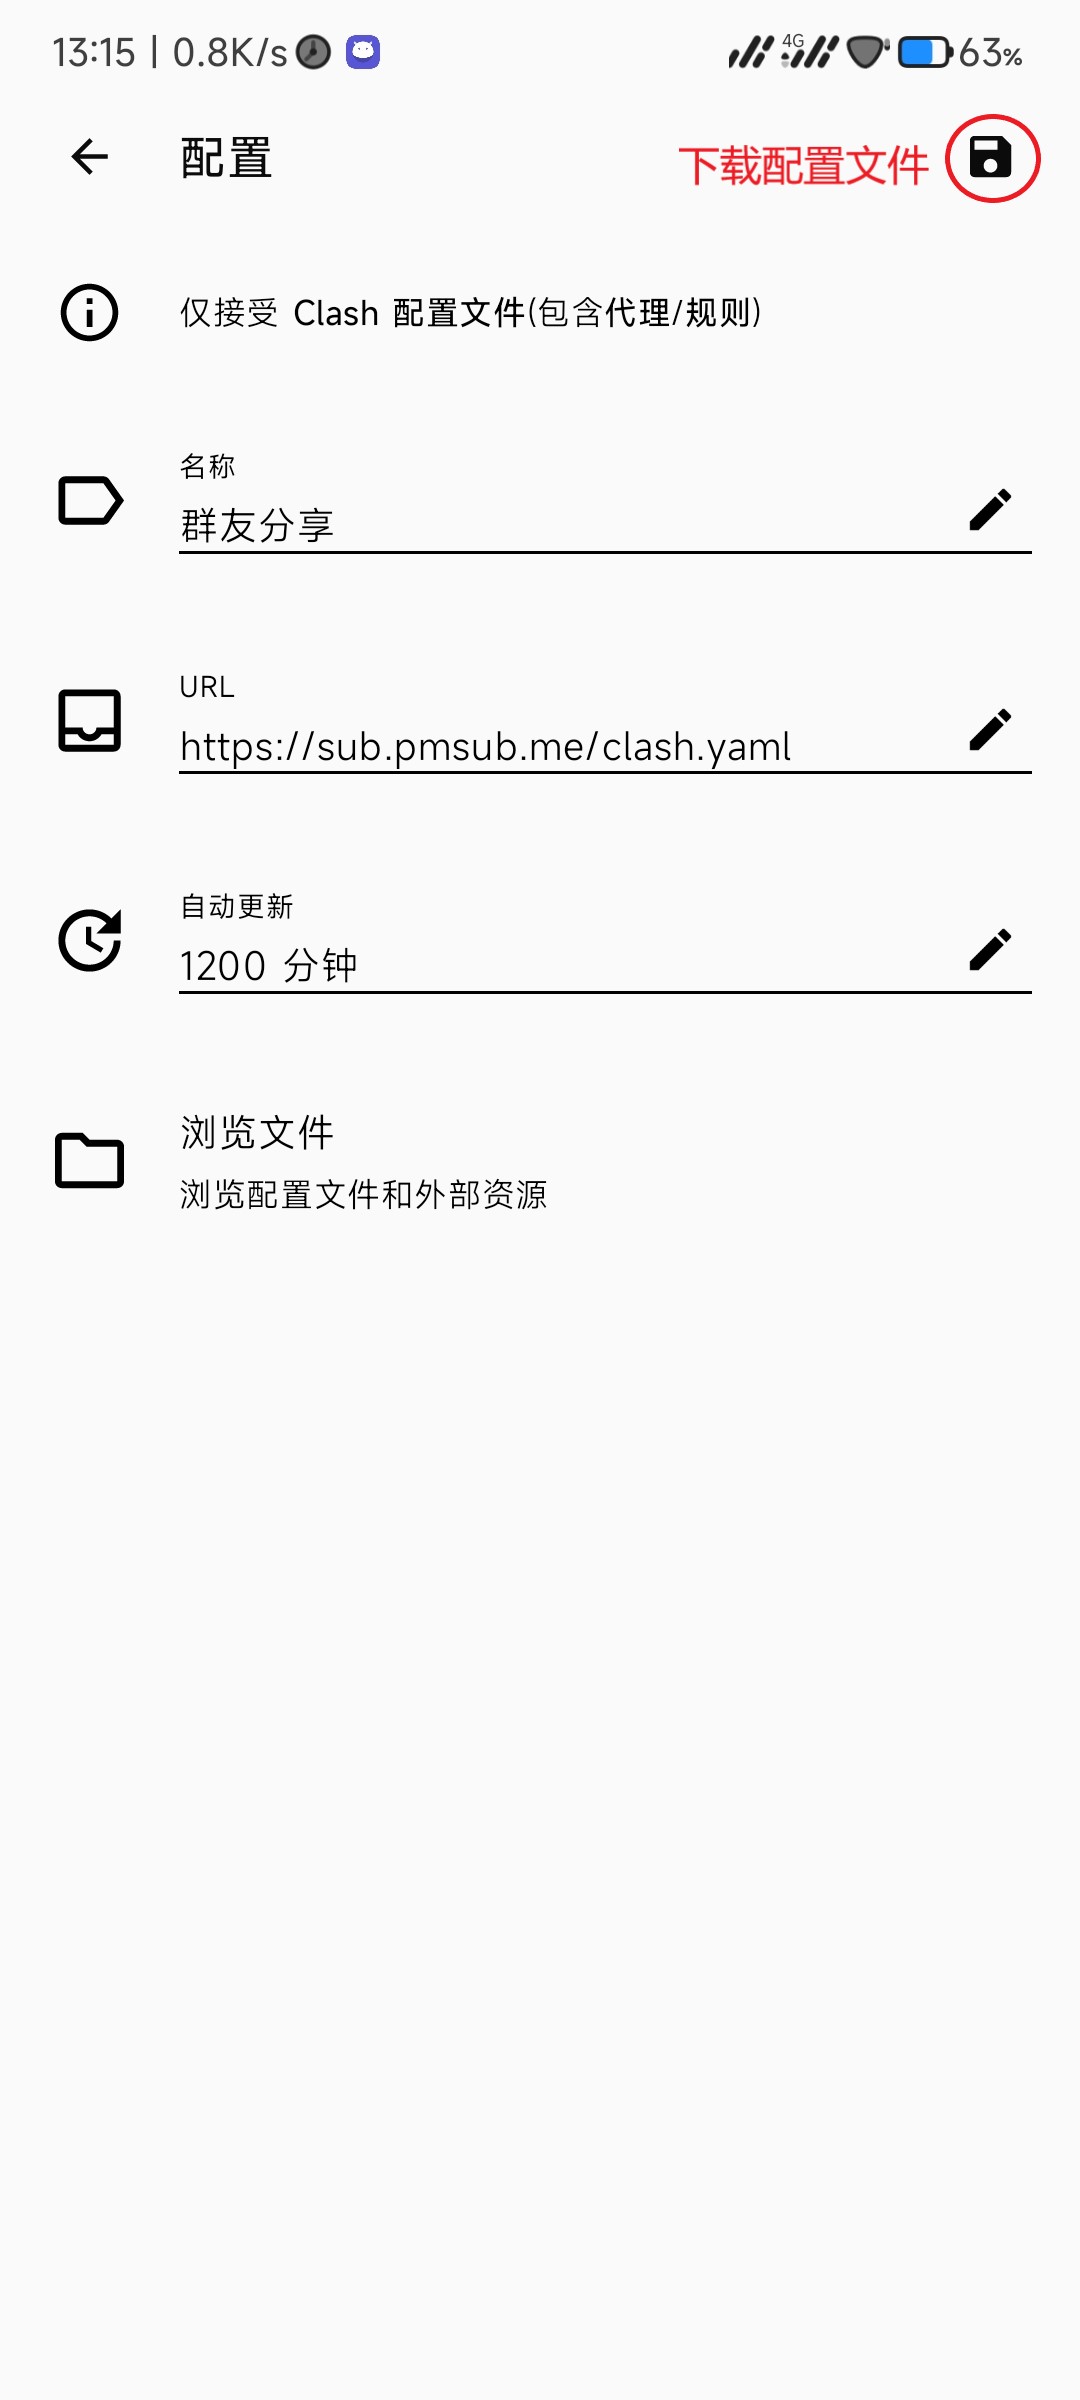 13:15 | 0.8K/s 4G 63%
配置
下载配置文件
仅接受 Clash 配置文件(包含代理/规则)
名称
群友分享
URL
https://sub.pmsub.me/clash.yaml
自动更新
1200 分钟
浏览文件
浏览配置文件和外部资源